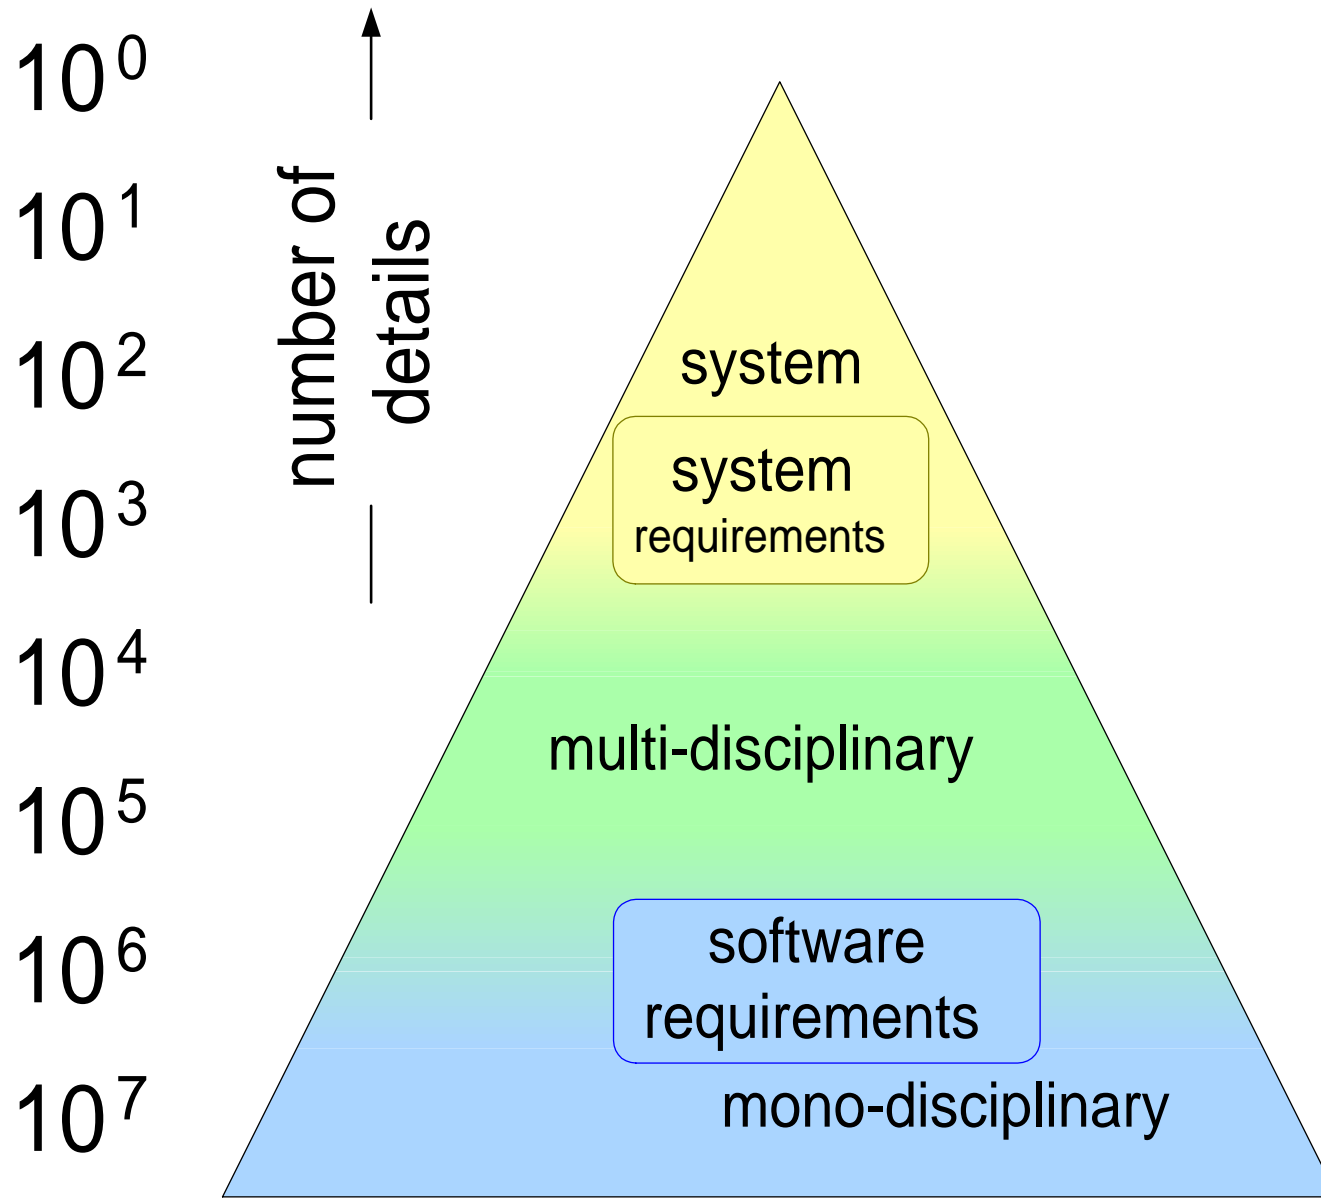 10^0
10^1
10^2
10^3
10^4
10^5
10^6
10^7
number of
details
system
system
requirements
multi-disciplinary
software
requirements
mono-disciplinary